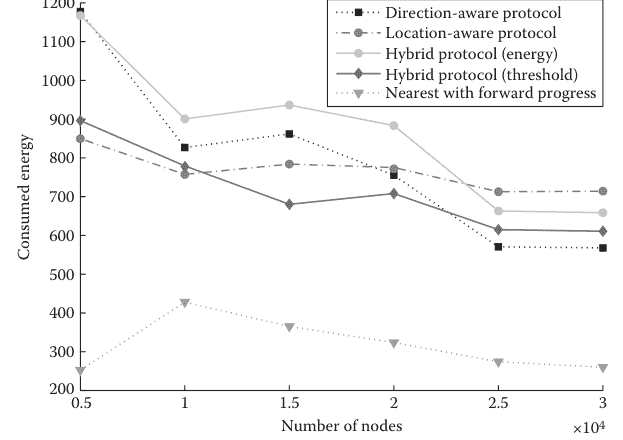 1200
1100
1000
900
800
700
600
500
400
300
200
Consumed energy
Direction-aware protocol
Location-aware protocol
Hybrid protocol (energy)
Hybrid protocol (threshold)
Nearest with forward progress
0.5
1
1.5
2
2.5
3
Number of nodes
×10⁴